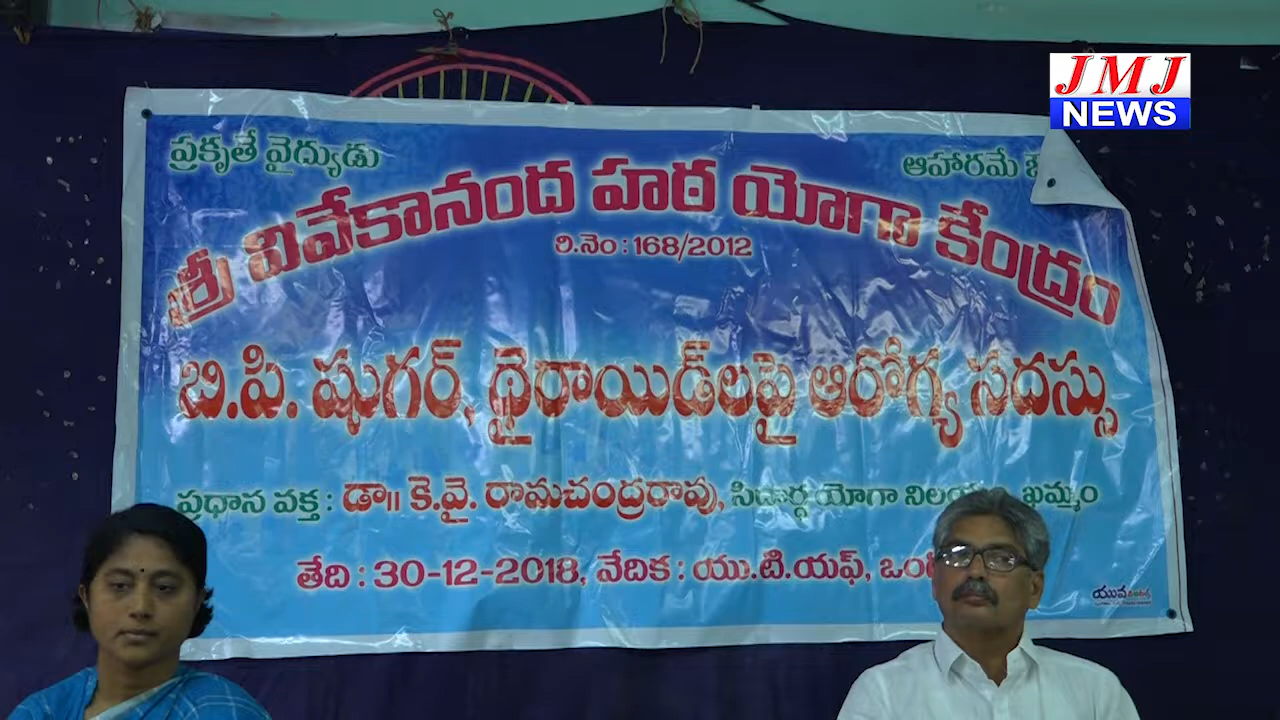 JMJ
NEWS
ప్రకృతే వైద్యుడు
ఆహారమే
శ్రీ వివేకానంద హఠ యోగా కేంద్రం
రి.నెం : 168/2012
బి.పి. షుగర్, థైరాయిడ్‌లపై ఆరోగ్య సదస్సు
ప్రధాన వక్త : డా॥ కె.వై. రామచంద్రరావు, సిద్ధార్థ యోగా ఖమ్మం
తేది : 30-12-2018, వేదిక : యు.టి.యఫ్,
యువ